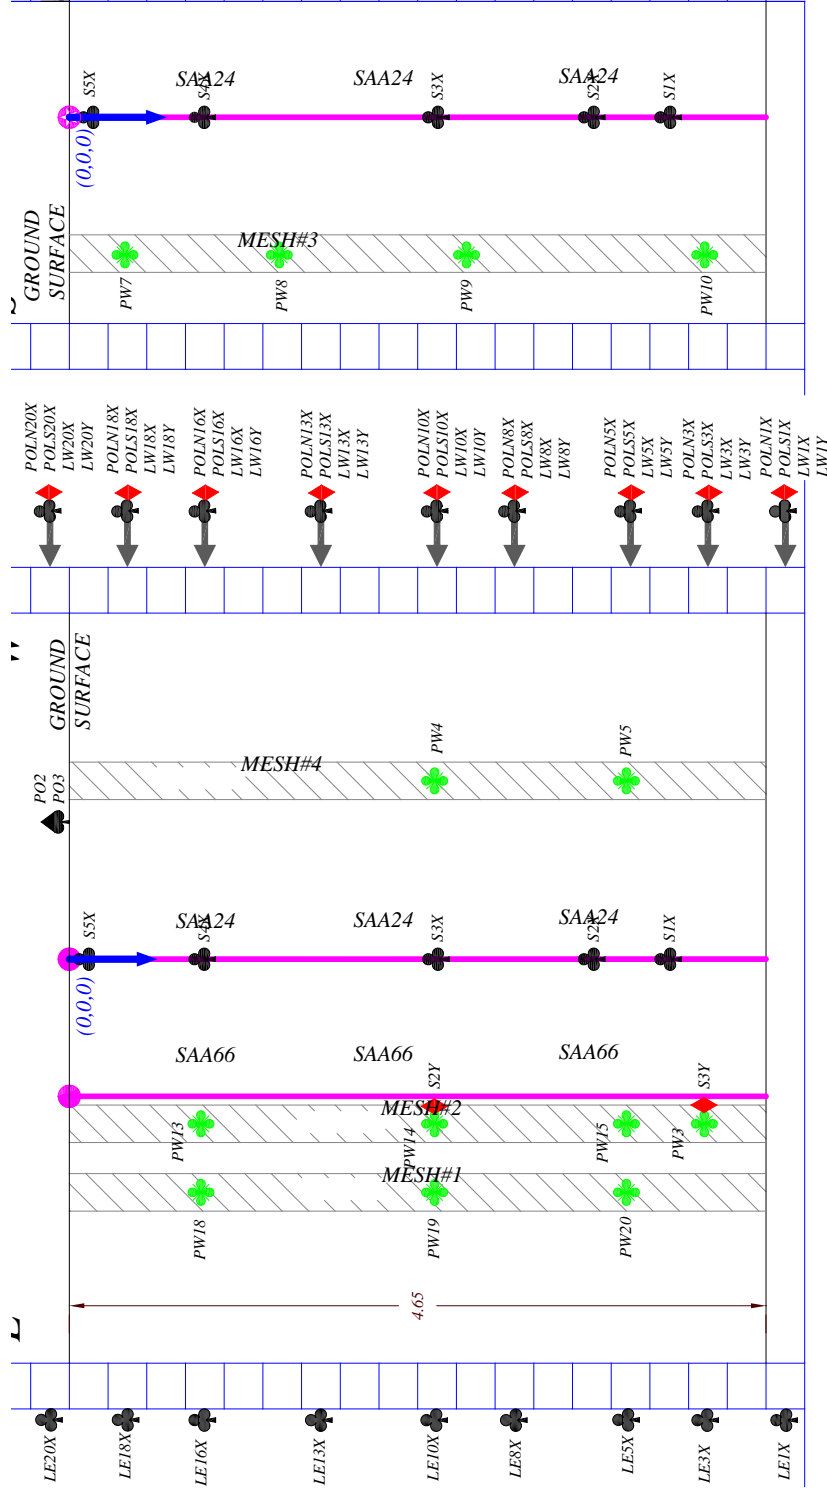 S5X
SAA24
S4X
SAA24
S3X
SAA24
S2X
S1X
(0,0,0)
GROUND
SURFACE
MESH#3
PW7
PW8
PW9
PW10
POLN20X
POLS20X
LW20X
LW20Y
POLN18X
POLS18X
LW18X
LW18Y
POLN16X
POLS16X
LW16X
LW16Y
POLN13X
POLS13X
LW13X
LW13Y
POLN10X
POLS10X
LW10X
LW10Y
POLN8X
POLS8X
LW8X
LW8Y
POLN5X
POLS5X
LW5X
LW5Y
POLN3X
POLS3X
LW3X
LW3Y
POLN1X
POLS1X
LW1X
LW1Y
GROUND
SURFACE
PO2
PO3
MESH#4
PW4
PW5
S5X
SAA24
S4X
SAA24
S3X
SAA24
S2X
S1X
(0,0,0)
SAA66
SAA66
SAA66
S2Y
S3Y
MESH#2
PW13
PW14
PW15
PW3
MESH#1
PW18
PW19
PW20
4.65
E
LE20X
LE18X
LE16X
LE13X
LE10X
LE8X
LE5X
LE3X
LE1X